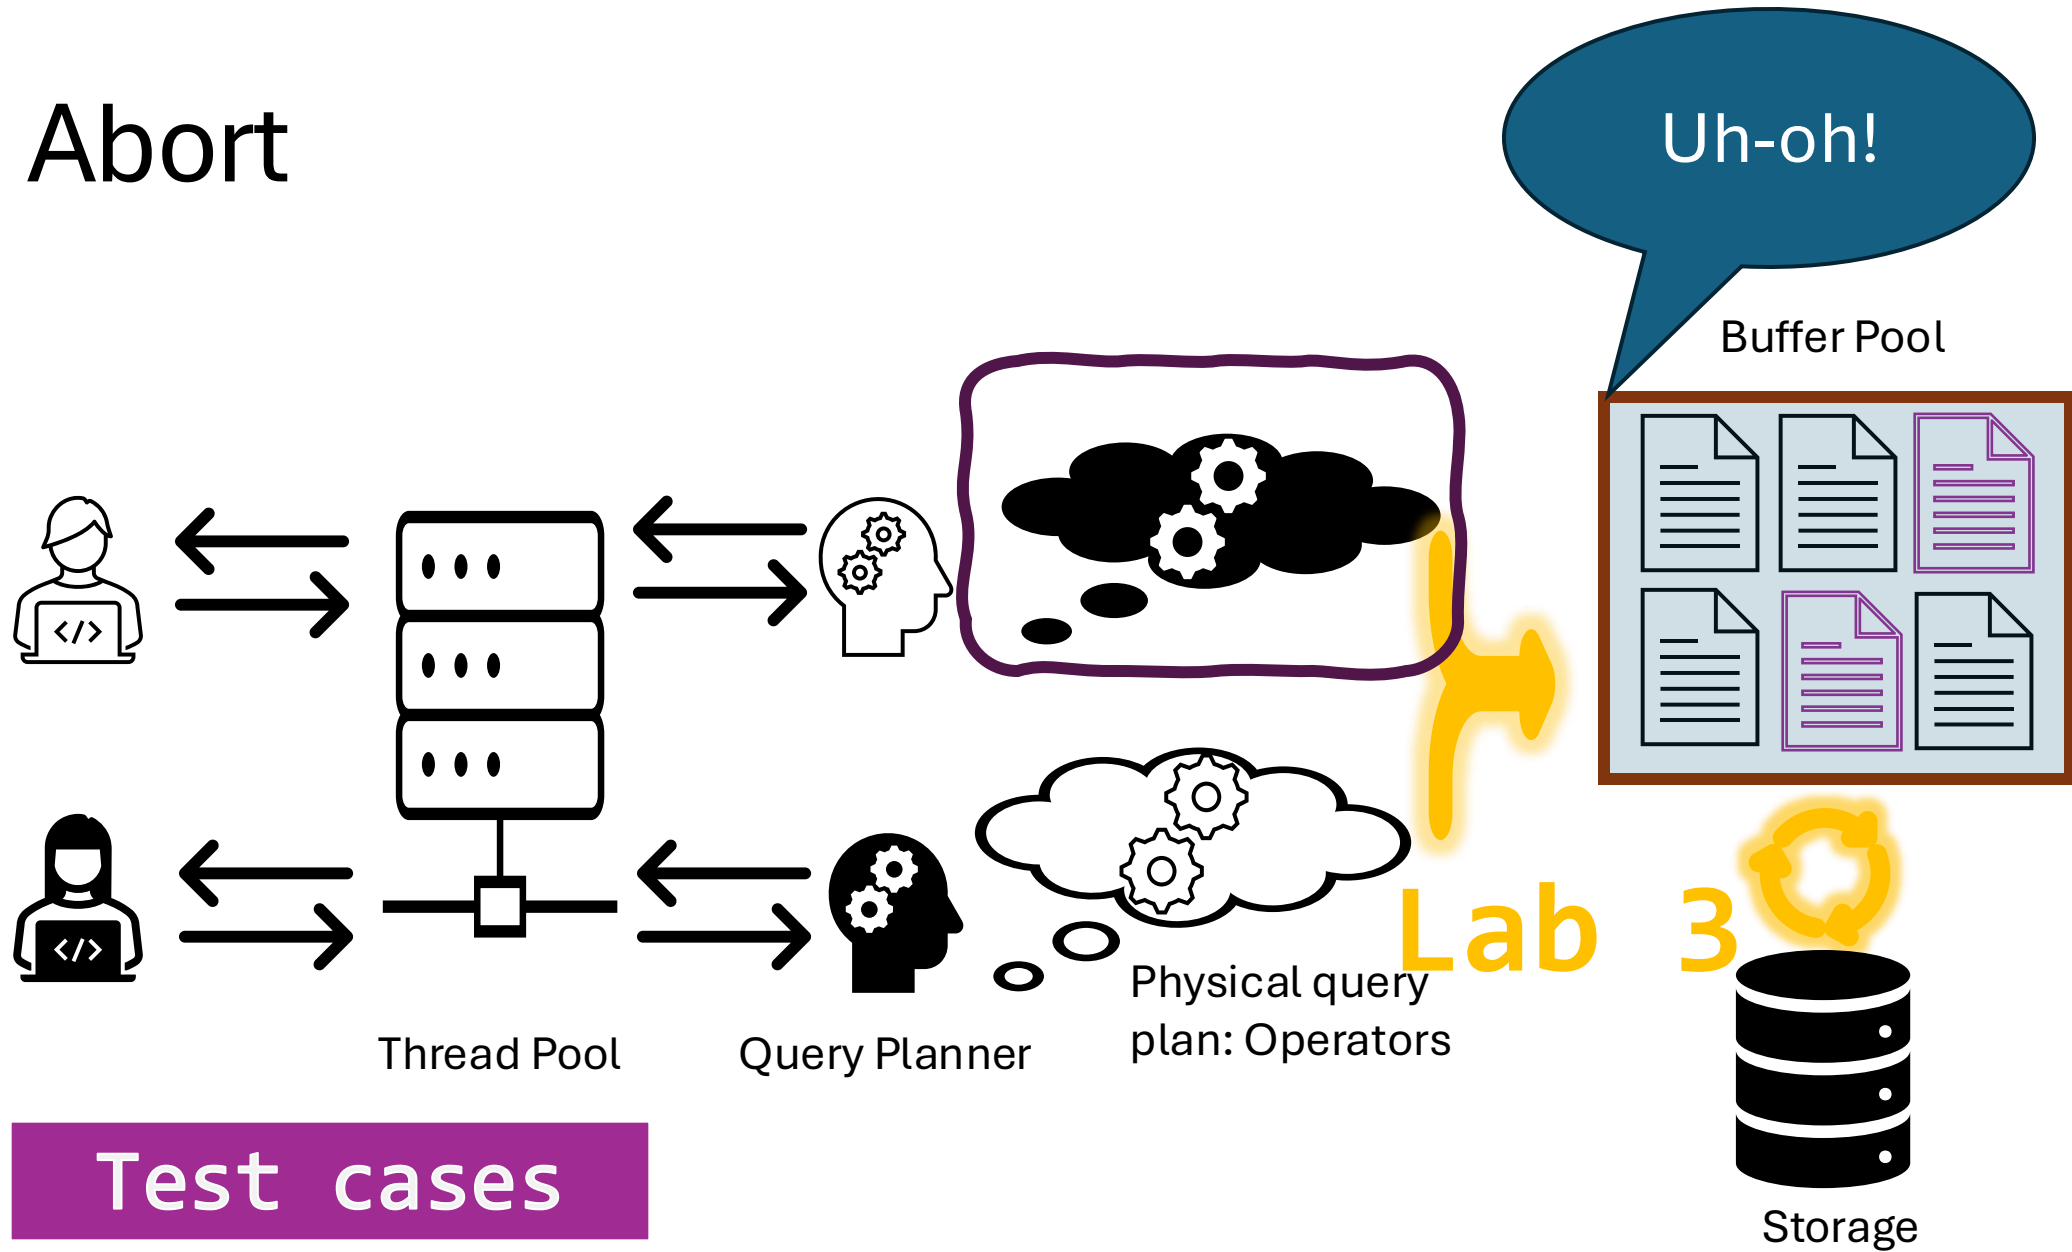 Abort
Uh-oh!
Buffer Pool
</>
</>
Lab 3
Physical query
plan: Operators
Thread Pool
Query Planner
Test cases
Storage